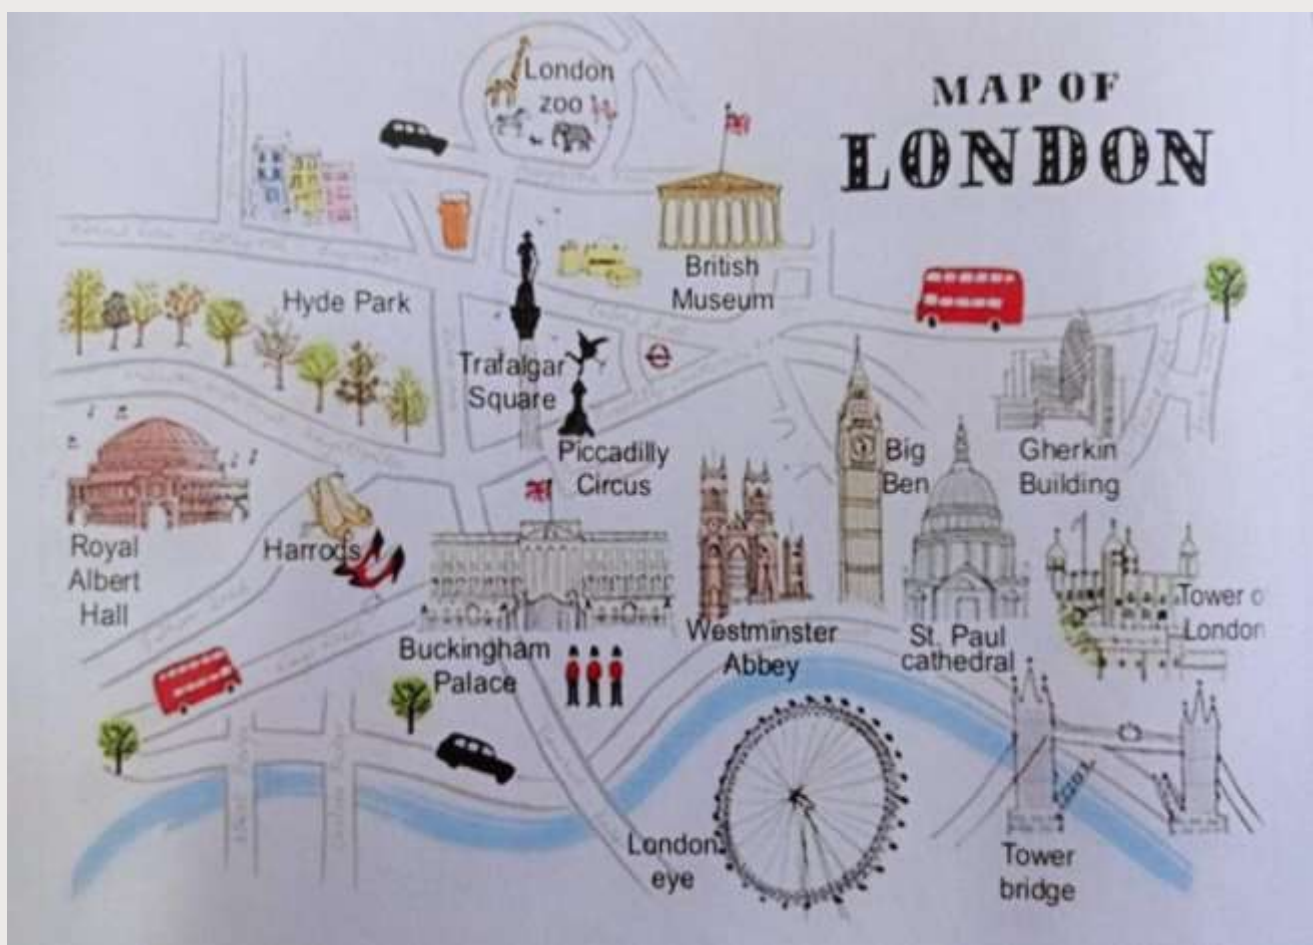 MAP OF
LONDON
London
zoo
British
Museum
Hyde Park
Trafalgar
Square
Piccadilly
Circus
Big
Ben
Gherkin
Building
Royal
Albert
Hall
Harrods
Buckingham
Palace
Westminster
Abbey
St. Paul
cathedral
Tower o
London
London
eye
Tower
bridge